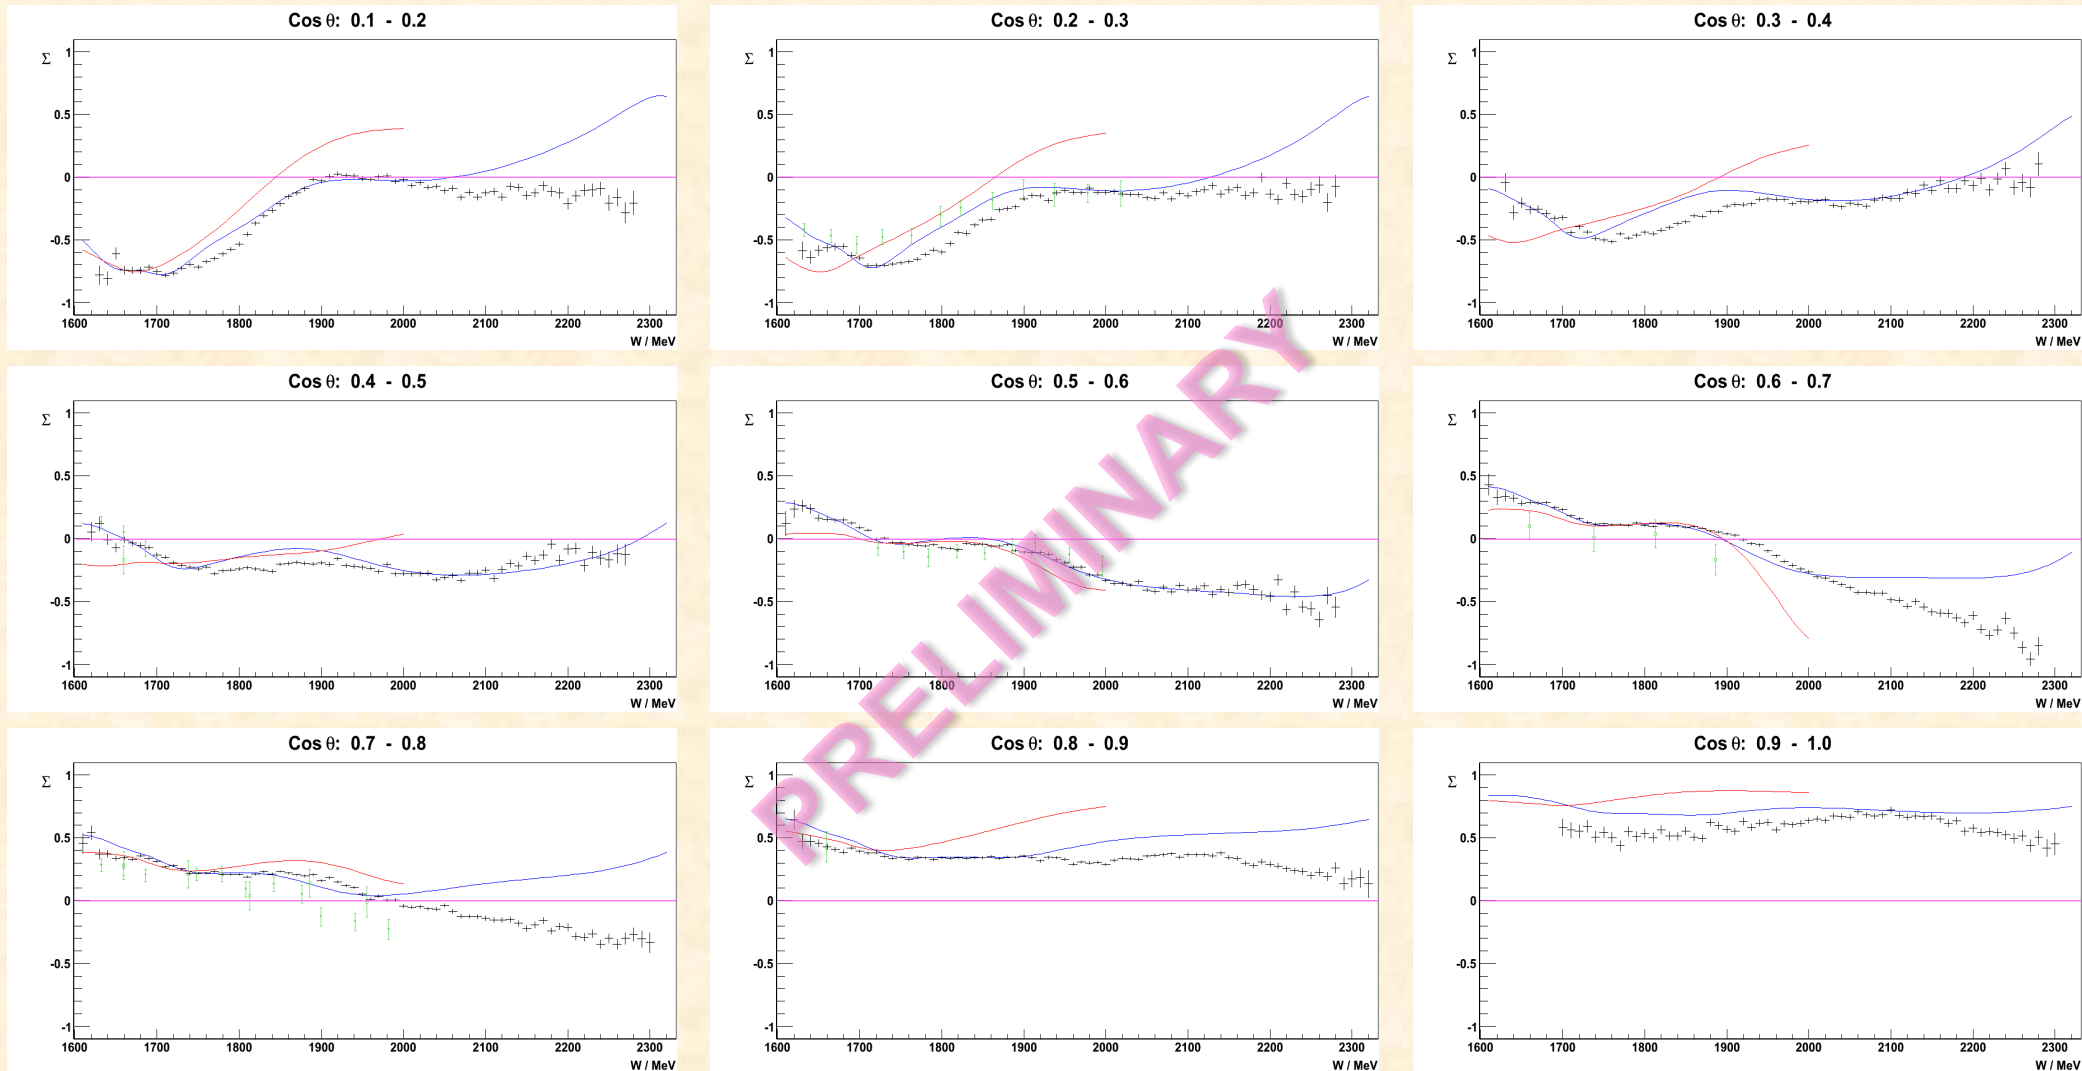 Cos θ: 0.1 - 0.2
Σ
1
0.5
0
-0.5
-1
1600 1700 1800 1900 2000 2100 2200 2300
W / MeV
Cos θ: 0.2 - 0.3
Σ
1
0.5
0
-0.5
-1
1600 1700 1800 1900 2000 2100 2200 2300
W / MeV
Cos θ: 0.3 - 0.4
Σ
1
0.5
0
-0.5
-1
1600 1700 1800 1900 2000 2100 2200 2300
W / MeV
Cos θ: 0.4 - 0.5
Σ
1
0.5
0
-0.5
-1
1600 1700 1800 1900 2000 2100 2200 2300
W / MeV
Cos θ: 0.5 - 0.6
Σ
1
0.5
0
-0.5
-1
1600 1700 1800 1900 2000 2100 2200 2300
W / MeV
Cos θ: 0.6 - 0.7
Σ
1
0.5
0
-0.5
-1
1600 1700 1800 1900 2000 2100 2200 2300
W / MeV
Cos θ: 0.7 - 0.8
Σ
1
0.5
0
-0.5
-1
1600 1700 1800 1900 2000 2100 2200 2300
W / MeV
Cos θ: 0.8 - 0.9
Σ
1
0.5
0
-0.5
-1
1600 1700 1800 1900 2000 2100 2200 2300
W / MeV
Cos θ: 0.9 - 1.0
Σ
1
0.5
0
-0.5
-1
1600 1700 1800 1900 2000 2100 2200 2300
W / MeV
PRELIMINARY